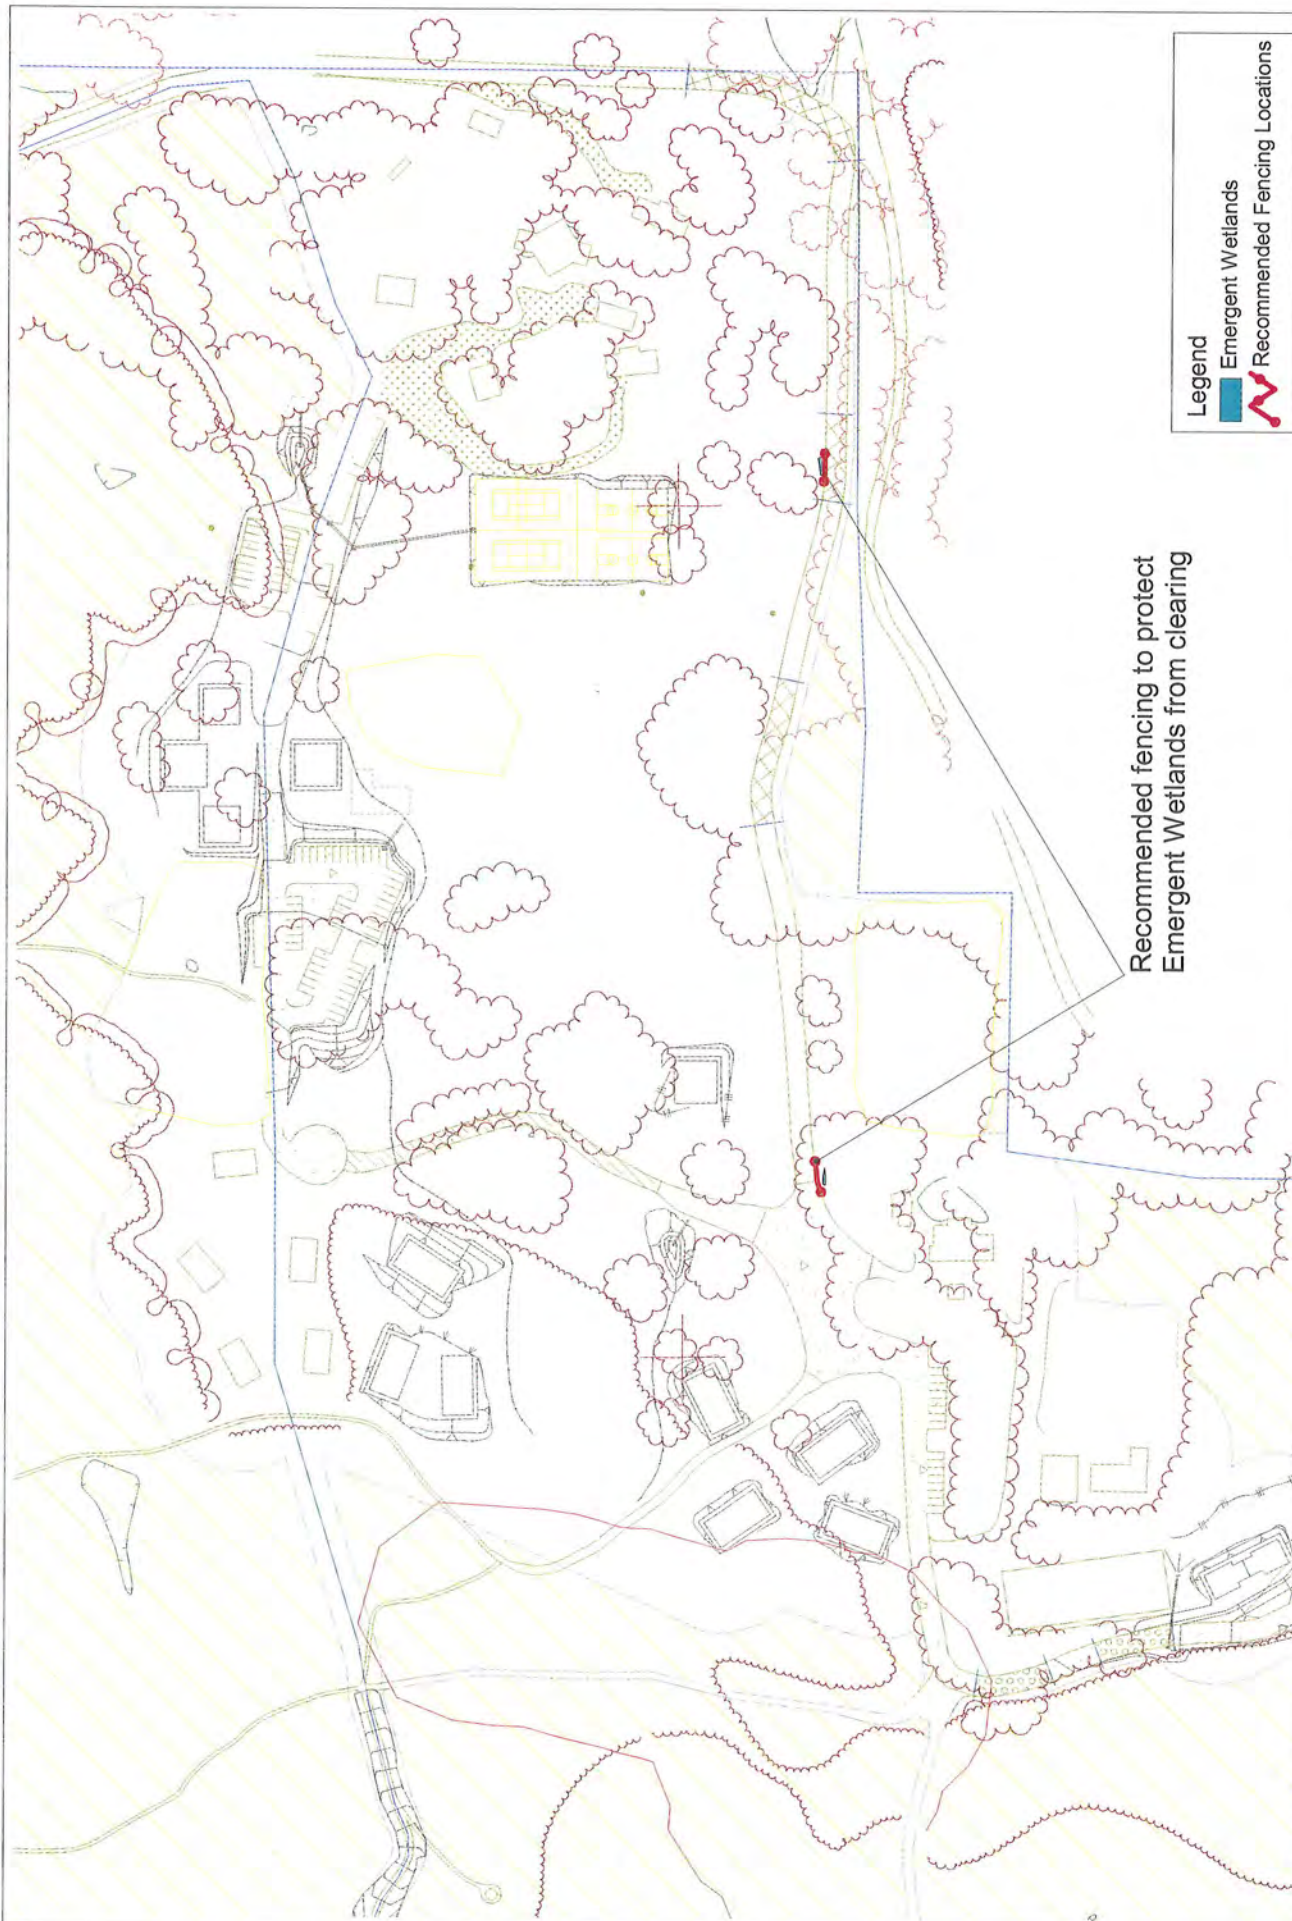 Legend
Emergent Wetlands
Recommended Fencing Locations
Recommended fencing to protect
Emergent Wetlands from clearing